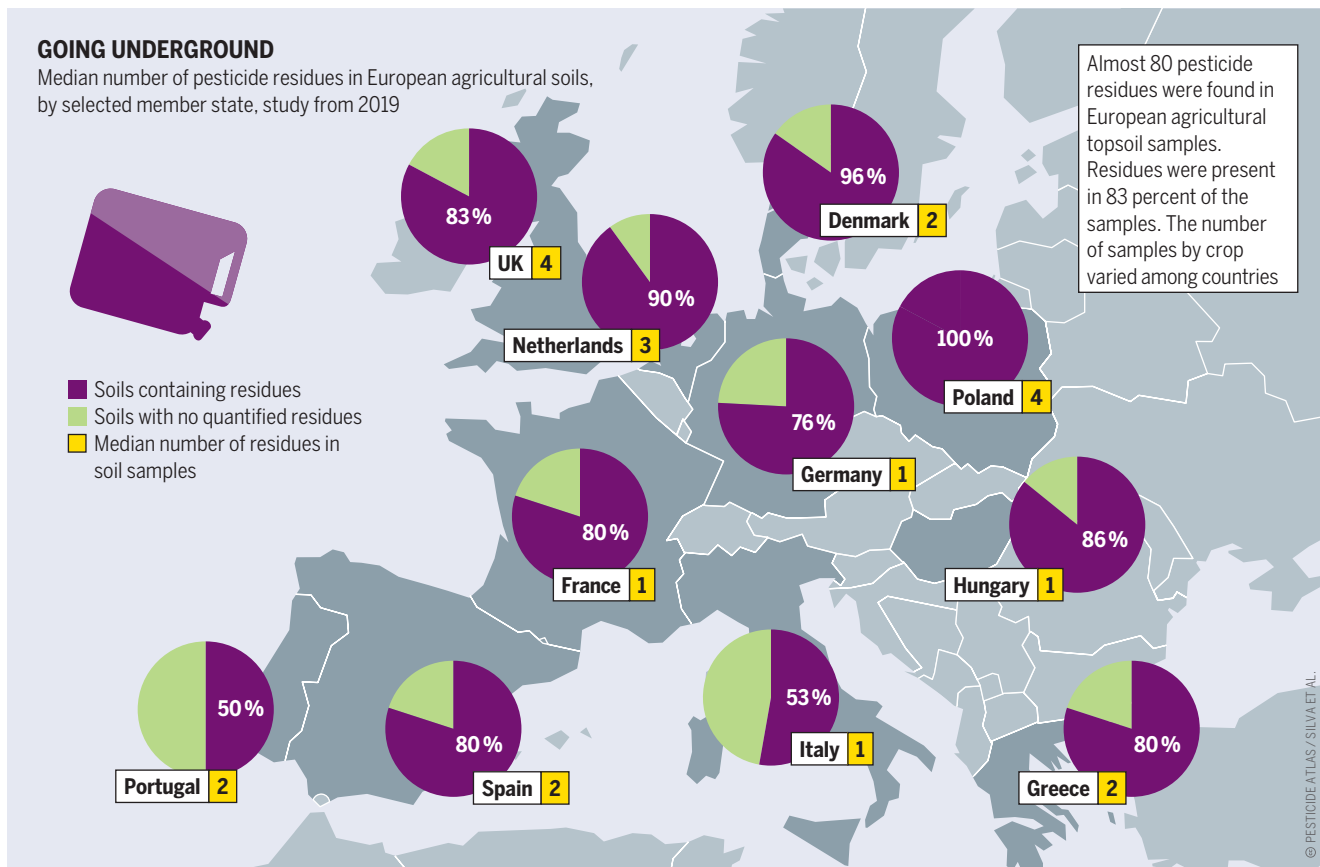 GOING UNDERGROUND
Median number of pesticide residues in European agricultural soils,
by selected member state, study from 2019
Almost 80 pesticide
residues were found in
European agricultural
topsoil samples.
Residues were present
in 83 percent of the
samples. The number
of samples by crop
varied among countries
83 %
UK 4
96 %
Denmark 2
90 %
Netherlands 3
100 %
Poland 4
Soils containing residues
Soils with no quantified residues
Median number of residues in
soil samples
76 %
Germany 1
80 %
France 1
86 %
Hungary 1
50 %
Portugal 2
80 %
Spain 2
53 %
Italy 1
80 %
Greece 2
PESTICIDE ATLAS / SILVA ET AL.